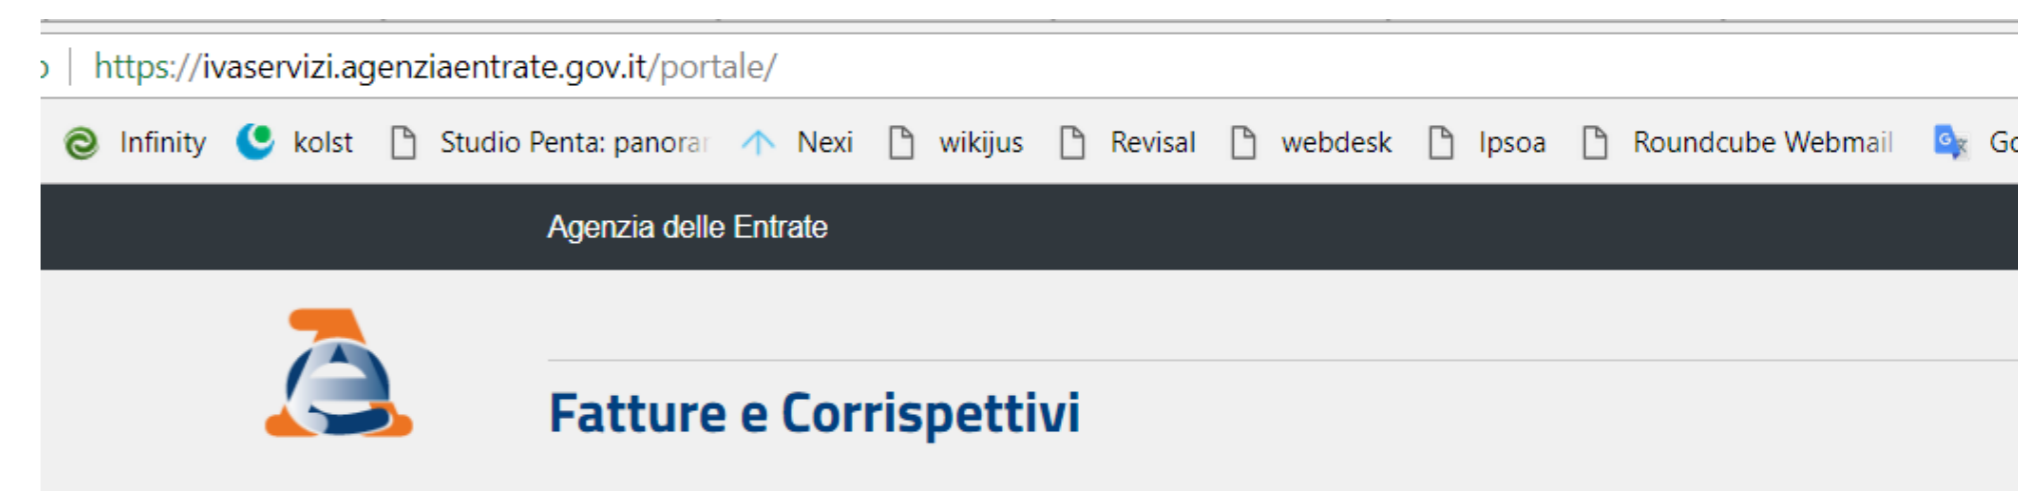 https://ivaservizi.agenziaentrate.gov.it/portale/
Infinity kolst Studio Penta: panorar Nexi wikijus Revisal webdesk Ipsoa Roundcube Webmail
Agenzia delle Entrate
Fatture e Corrispettivi